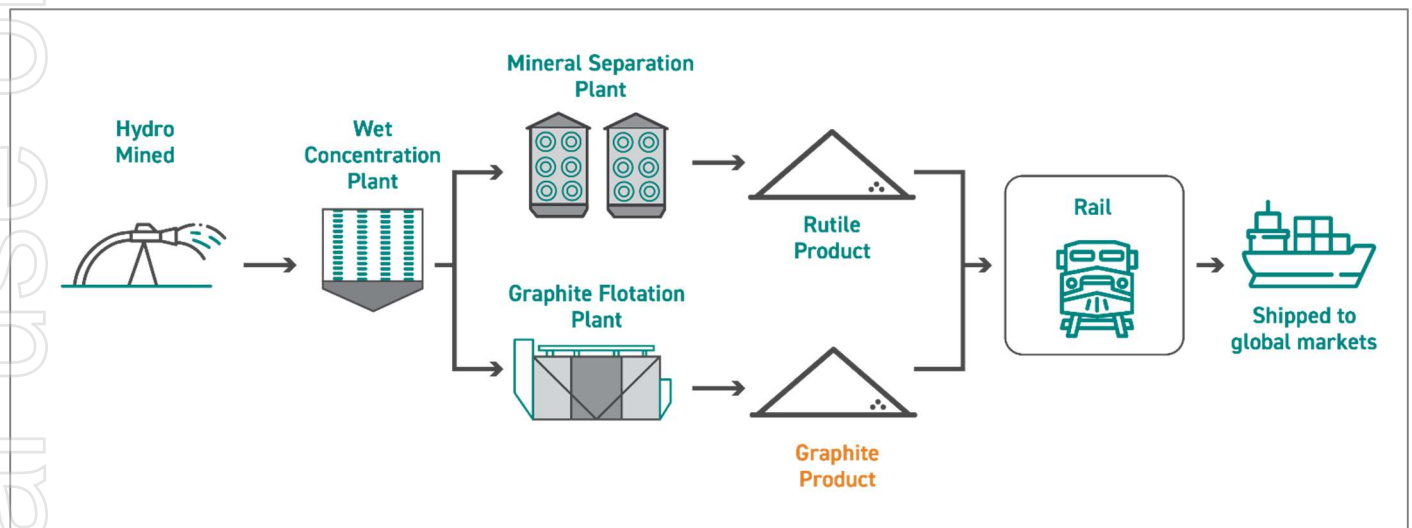 Hydro
Mined
Wet
Concentration
Plant
Mineral Separation
Plant
Rutile
Product
Graphite Flotation
Plant
Graphite
Product
Rail
Shipped to
global markets